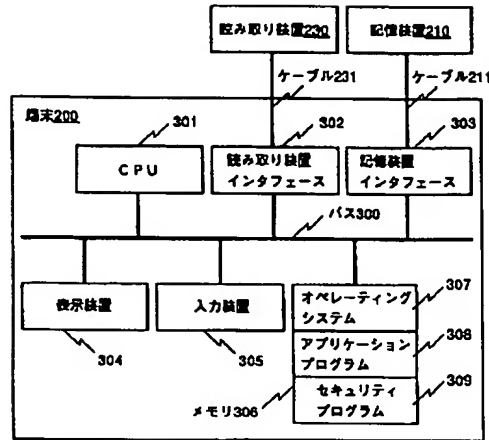 読み取り装置230
記憶装置210
ケーブル231
ケーブル211
端末200
301
302
303
CPU
読み取り装置
インタフェース
記憶装置
インタフェース
バス300
表示装置
入力装置
オペレーティング
システム
307
アプリケーション
プログラム
308
セキュリティ
プログラム
309
304
305
メモリ306